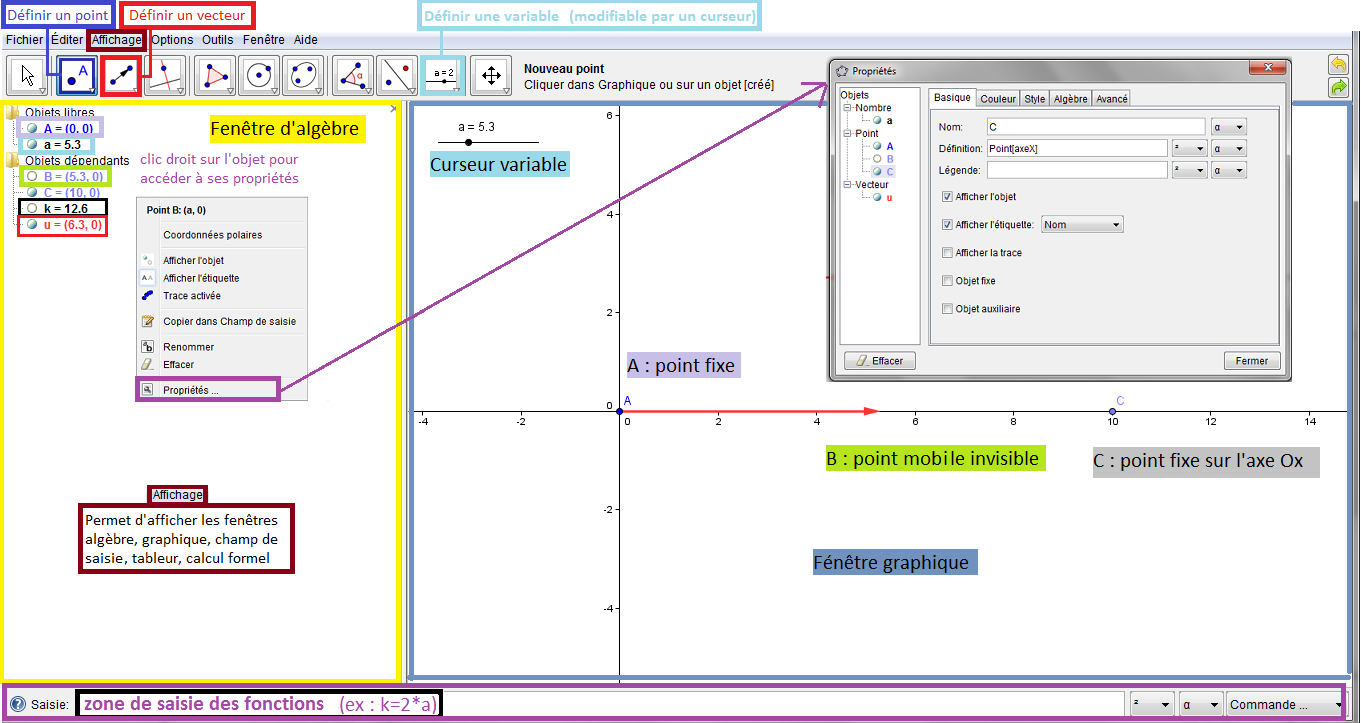 Définir un point
Définir un vecteur
Définir une variable (modifiable par un curseur)
Fichier Éditer Affichage Options Outils Fenêtre Aide
A
α
a = 2
Nouveau point
Cliquer dans Graphique ou sur un objet [créé]
Objets libres
A = (0, 0)
a = 5.3
Objets dépendants
B = (5.3, 0)
C = (10, 0)
k = 12.6
u = (6.3, 0)
Fenêtre d'algèbre
clic droit sur l'objet pour
accéder à ses propriétés
Point B: (a, 0)
Coordonnées polaires
Afficher l'objet
AA Afficher l'étiquette
Trace activée
Copier dans Champ de saisie
Renommer
Effacer
Propriétés ...
Affichage
Permet d'afficher les fenêtres
algèbre, graphique, champ de
saisie, tableur, calcul formel
a = 5.3
Curseur variable
Propriétés
Objets
Nombre
a
Point
A
B
C
Vecteur
u
Basique Couleur Style Algèbre Avancé
Nom: C α
Définition: Point[axeX] ² α
Légende: ² α
Afficher l'objet
Afficher l'étiquette: Nom
Afficher la trace
Objet fixe
Objet auxiliaire
Effacer
Fermer
6
4
2
0
-2
-4
A : point fixe
A
C
-4 -2 0 2 4 6 8 10 12 14
B : point mobile invisible
C : point fixe sur l'axe Ox
Fénêtre graphique
Saisie: zone de saisie des fonctions (ex : k=2*a) ² α Commande ...